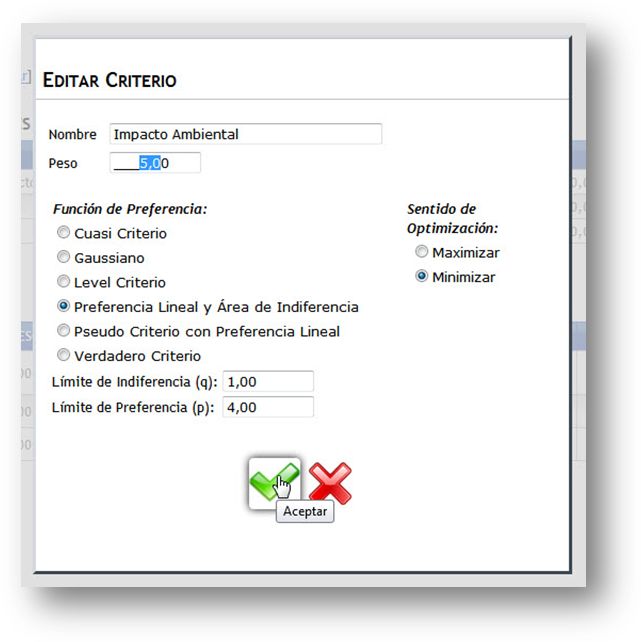 EDITAR CRITERIO
Nombre Impacto Ambiental
Peso ____5,00
Función de Preferencia:
Cuasi Criterio
Gaussiano
Level Criterio
Preferencia Lineal y Área de Indiferencia
Pseudo Criterio con Preferencia Lineal
Verdadero Criterio
Sentido de
Optimización:
Maximizar
Minimizar
Límite de Indiferencia (q): 1,00
Límite de Preferencia (p): 4,00
Aceptar